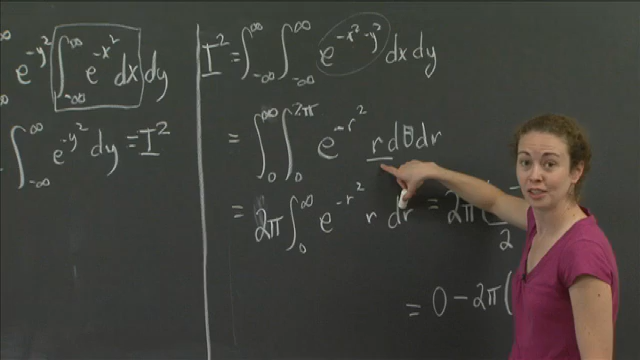 e^{-y^2} ∫_{-∞}^{∞} e^{-x^2} dx dy
∫_{-∞}^{∞} e^{-y^2} dy = I^2
I^2 = ∫_{-∞}^{∞} ∫_{-∞}^{∞} e^{-x^2-y^2} dx dy
= ∫_0^{∞} ∫_0^{2π} e^{-r^2} r dθ dr
= 2π ∫_0^{∞} e^{-r^2} r dr = 2π ( 2
= 0 - 2π (